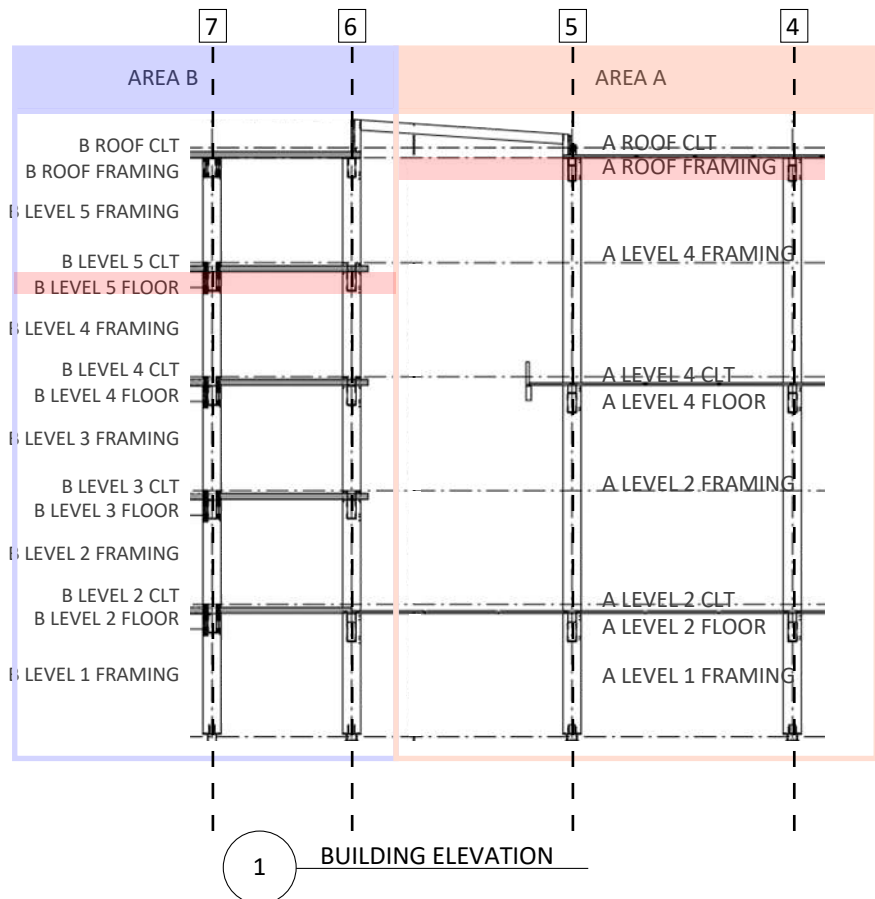 7 6 5 4
AREA B
AREA A
B ROOF CLT
B ROOF FRAMING
B LEVEL 5 FRAMING
B LEVEL 5 CLT
B LEVEL 5 FLOOR
B LEVEL 4 FRAMING
B LEVEL 4 CLT
B LEVEL 4 FLOOR
B LEVEL 3 FRAMING
B LEVEL 3 CLT
B LEVEL 3 FLOOR
B LEVEL 2 FRAMING
B LEVEL 2 CLT
B LEVEL 2 FLOOR
B LEVEL 1 FRAMING
A ROOF CLT
A ROOF FRAMING
A LEVEL 4 FRAMING
A LEVEL 4 CLT
A LEVEL 4 FLOOR
A LEVEL 2 FRAMING
A LEVEL 2 CLT
A LEVEL 2 FLOOR
A LEVEL 1 FRAMING
1 BUILDING ELEVATION